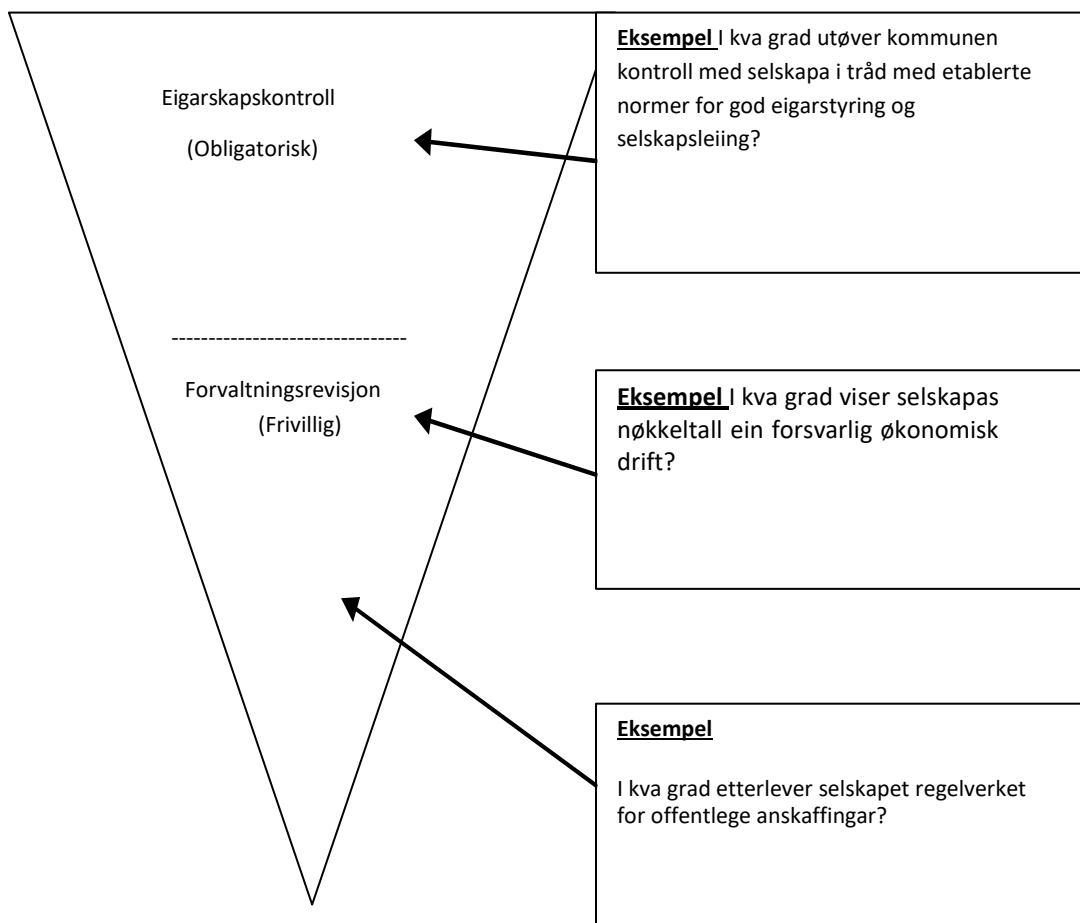 Eigarskapskontroll
(Obligatorisk)
Eksempel I kva grad utøver kommunen
kontroll med selskapa i tråd med etablerte
normer for god eigarstyring og
selskapsleiing?
---------------------------------
Forvaltningsrevisjon
(Frivillig)
Eksempel I kva grad viser selskapas
nøkkeltall ein forsvarlig økonomisk
drift?
Eksempel
I kva grad etterlever selskapet regelverket
for offentlege anskaffingar?